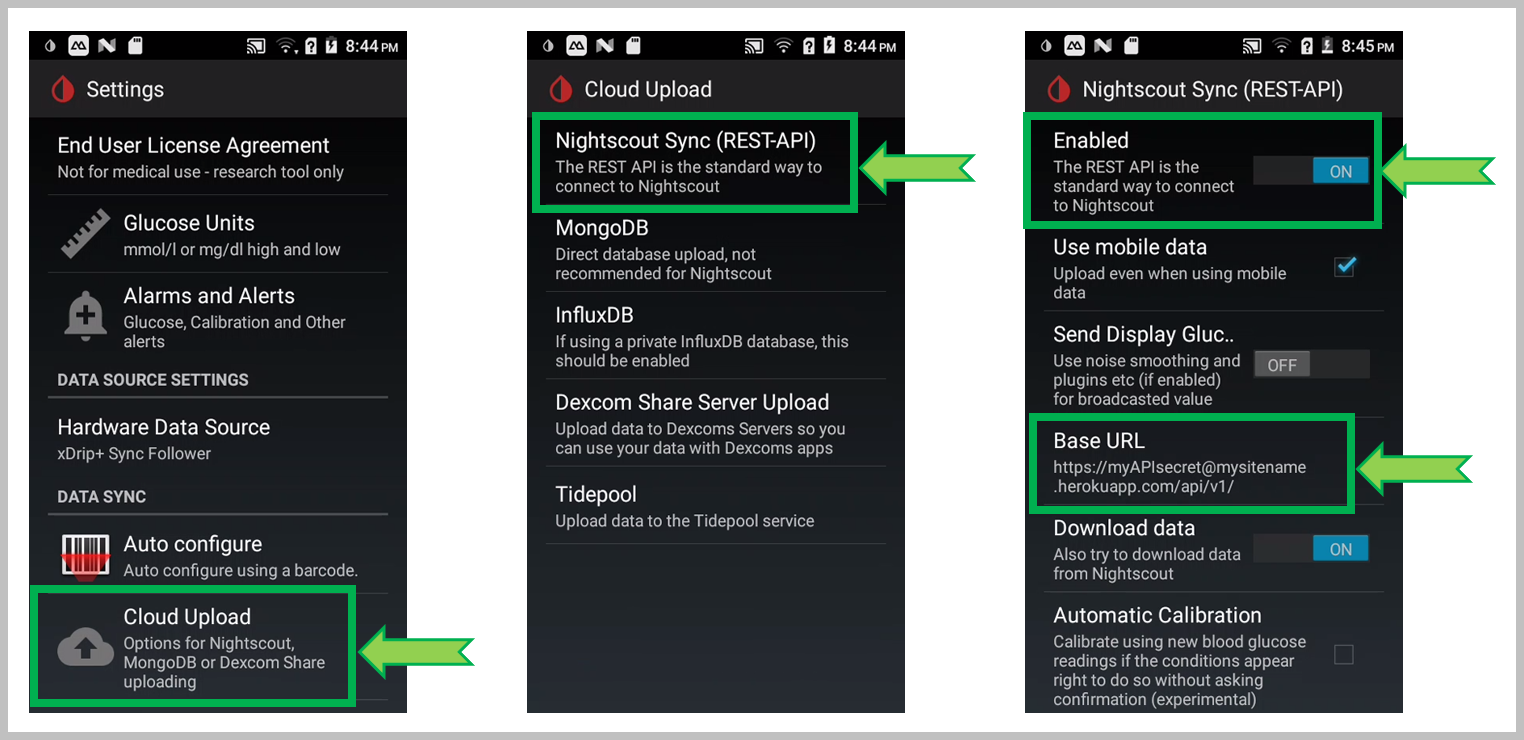 8:44 PM
Settings
End User License Agreement
Not for medical use - research tool only
Glucose Units
mmol/l or mg/dl high and low
Alarms and Alerts
Glucose, Calibration and Other
alerts
DATA SOURCE SETTINGS
Hardware Data Source
xDrip+ Sync Follower
DATA SYNC
Auto configure
Auto configure using a barcode.
Cloud Upload
Options for Nightscout,
MongoDB or Dexcom Share
uploading
8:44 PM
Cloud Upload
Nightscout Sync (REST-API)
The REST API is the standard way to
connect to Nightscout
MongoDB
Direct database upload, not
recommended for Nightscout
InfluxDB
If using a private InfluxDB database, this
should be enabled
Dexcom Share Server Upload
Upload data to Dexcoms Servers so you
can use your data with Dexcoms apps
Tidepool
Upload data to the Tidepool service
8:45 PM
Nightscout Sync (REST-API)
Enabled
The REST API is the
standard way to connect
to Nightscout
ON
Use mobile data
Upload even when using mobile
data
Send Display Gluc..
Use noise smoothing and
plugins etc (if enabled)
for broadcasted value
OFF
Base URL
https://myAPIsecret@mysitename
.herokuapp.com/api/v1/
Download data
Also try to download data
from Nightscout
ON
Automatic Calibration
Calibrate using new blood glucose
readings if the conditions appear
right to do so without asking
confirmation (experimental)